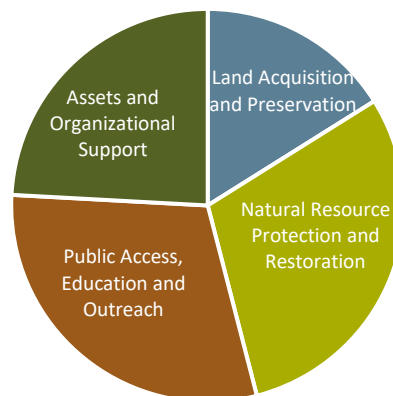 Land Acquisition
and Preservation
Natural Resource
Protection and
Restoration
Public Access,
Education and
Outreach
Assets and
Organizational
Support